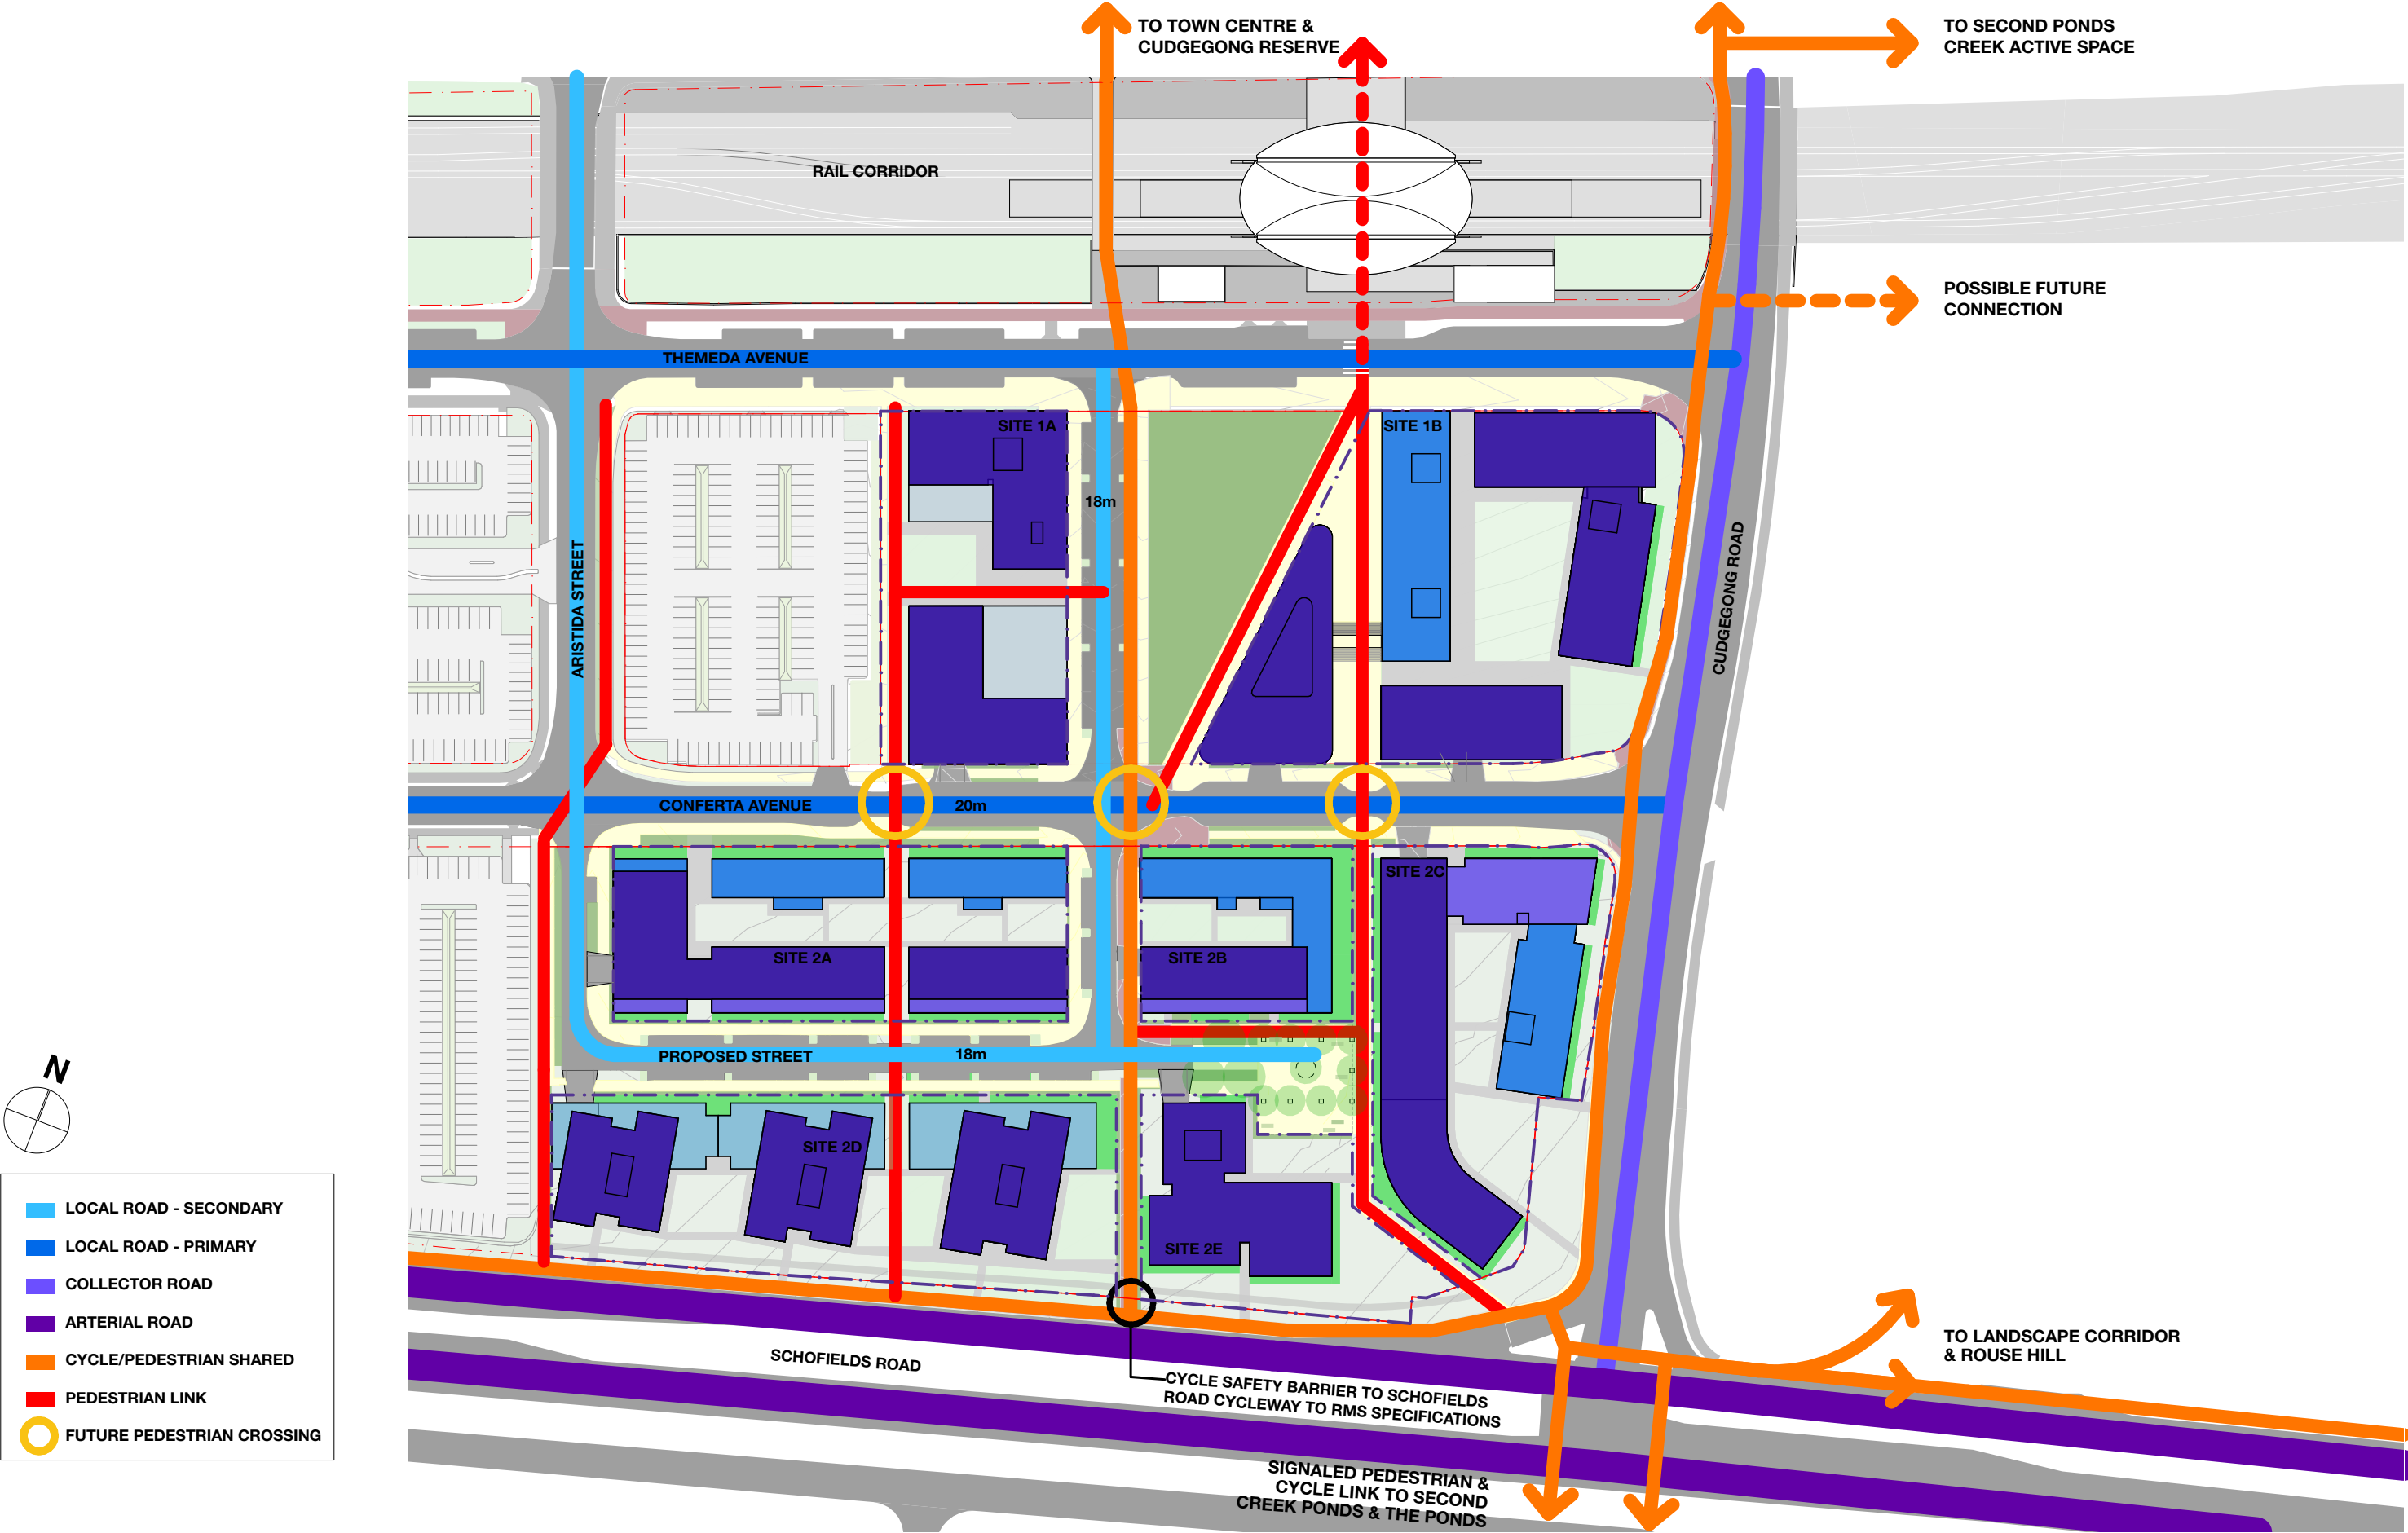 TO TOWN CENTRE &
CUDGEGONG RESERVE
TO SECOND PONDS
CREEK ACTIVE SPACE
RAIL CORRIDOR
POSSIBLE FUTURE
CONNECTION
THEMEDA AVENUE
SITE 1A
SITE 1B
18m
ARISTIDA STREET
CUDGEGONG ROAD
CONFERTA AVENUE
20m
SITE 2C
SITE 2A
SITE 2B
PROPOSED STREET
18m
N
SITE 2D
SITE 2E
LOCAL ROAD - SECONDARY
LOCAL ROAD - PRIMARY
COLLECTOR ROAD
ARTERIAL ROAD
CYCLE/PEDESTRIAN SHARED
PEDESTRIAN LINK
FUTURE PEDESTRIAN CROSSING
SCHOFIELDS ROAD
TO LANDSCAPE CORRIDOR
& ROUSE HILL
CYCLE SAFETY BARRIER TO SCHOFIELDS
ROAD CYCLEWAY TO RMS SPECIFICATIONS
SIGNALED PEDESTRIAN &
CYCLE LINK TO SECOND
CREEK PONDS & THE PONDS